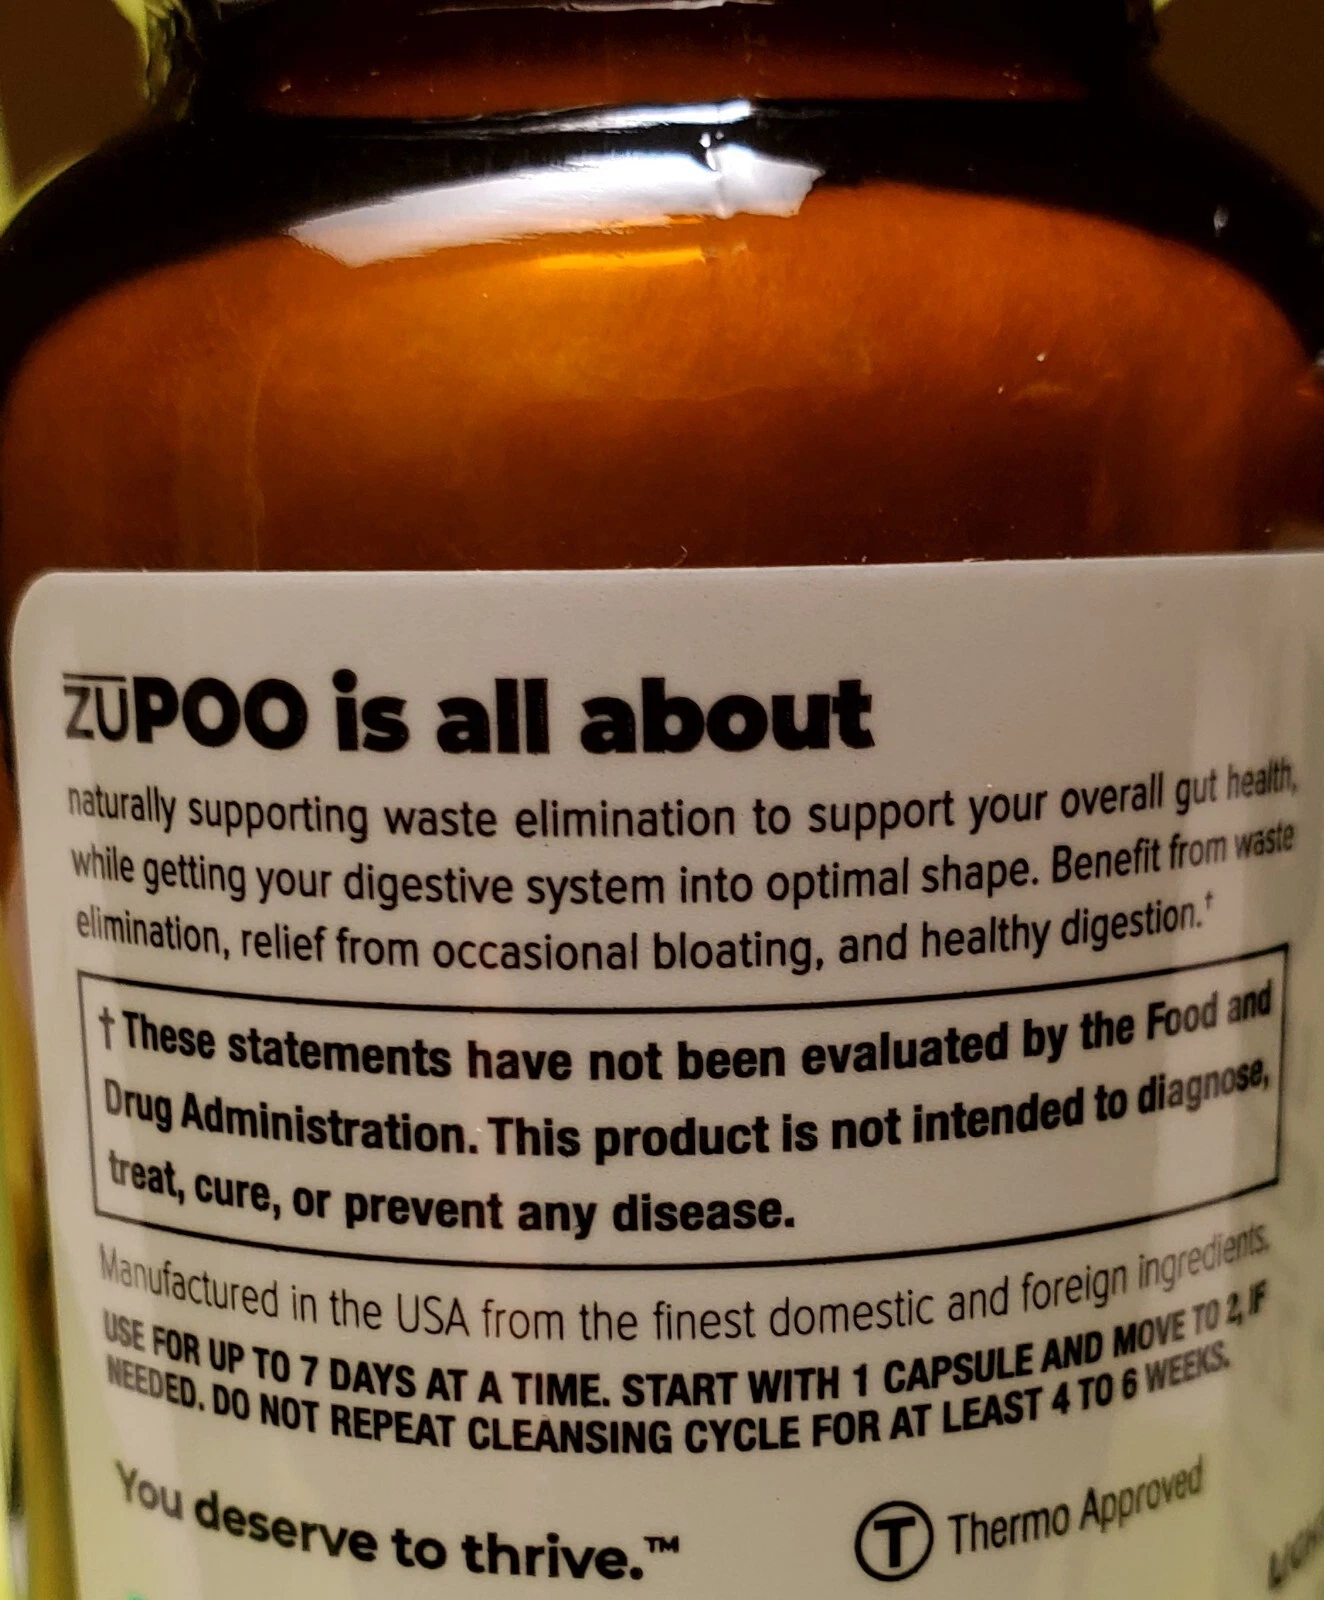 ZŪPOO is all about
naturally supporting waste elimination to support your overall gut health,
while getting your digestive system into optimal shape. Benefit from waste
elimination, relief from occasional bloating, and healthy digestion.†
† These statements have not been evaluated by the Food and
Drug Administration. This product is not intended to diagnose,
treat, cure, or prevent any disease.
Manufactured in the USA from the finest domestic and foreign ingredients.
USE FOR UP TO 7 DAYS AT A TIME. START WITH 1 CAPSULE AND MOVE TO 2, IF
NEEDED. DO NOT REPEAT CLEANSING CYCLE FOR AT LEAST 4 TO 6 WEEKS.
You deserve to thrive.™
T Thermo Approved